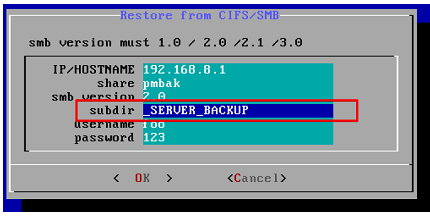 Restore from CIFS/SMB
smb version must 1.0 / 2.0 /2.1 /3.0
IP/HOSTNAME 192.168.8.1
share pmbak
smb version 2.0
subdir _SERVER_BACKUP
username roo
password 123
< OK > <Cancel>